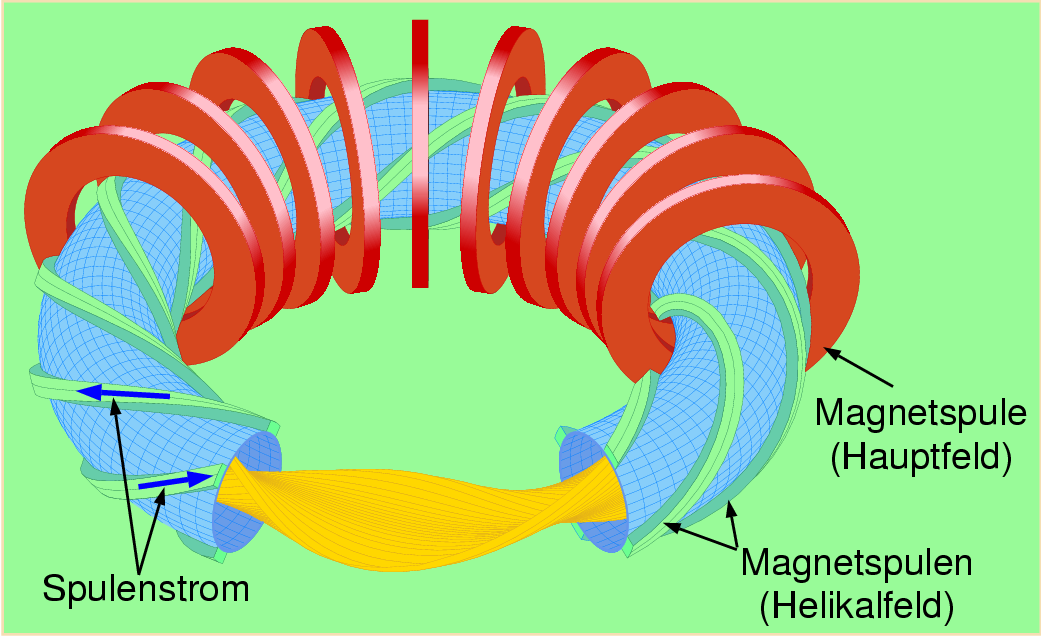 Magnetspule
(Hauptfeld)
Magnetspulen
(Helikalfeld)
Spulenstrom